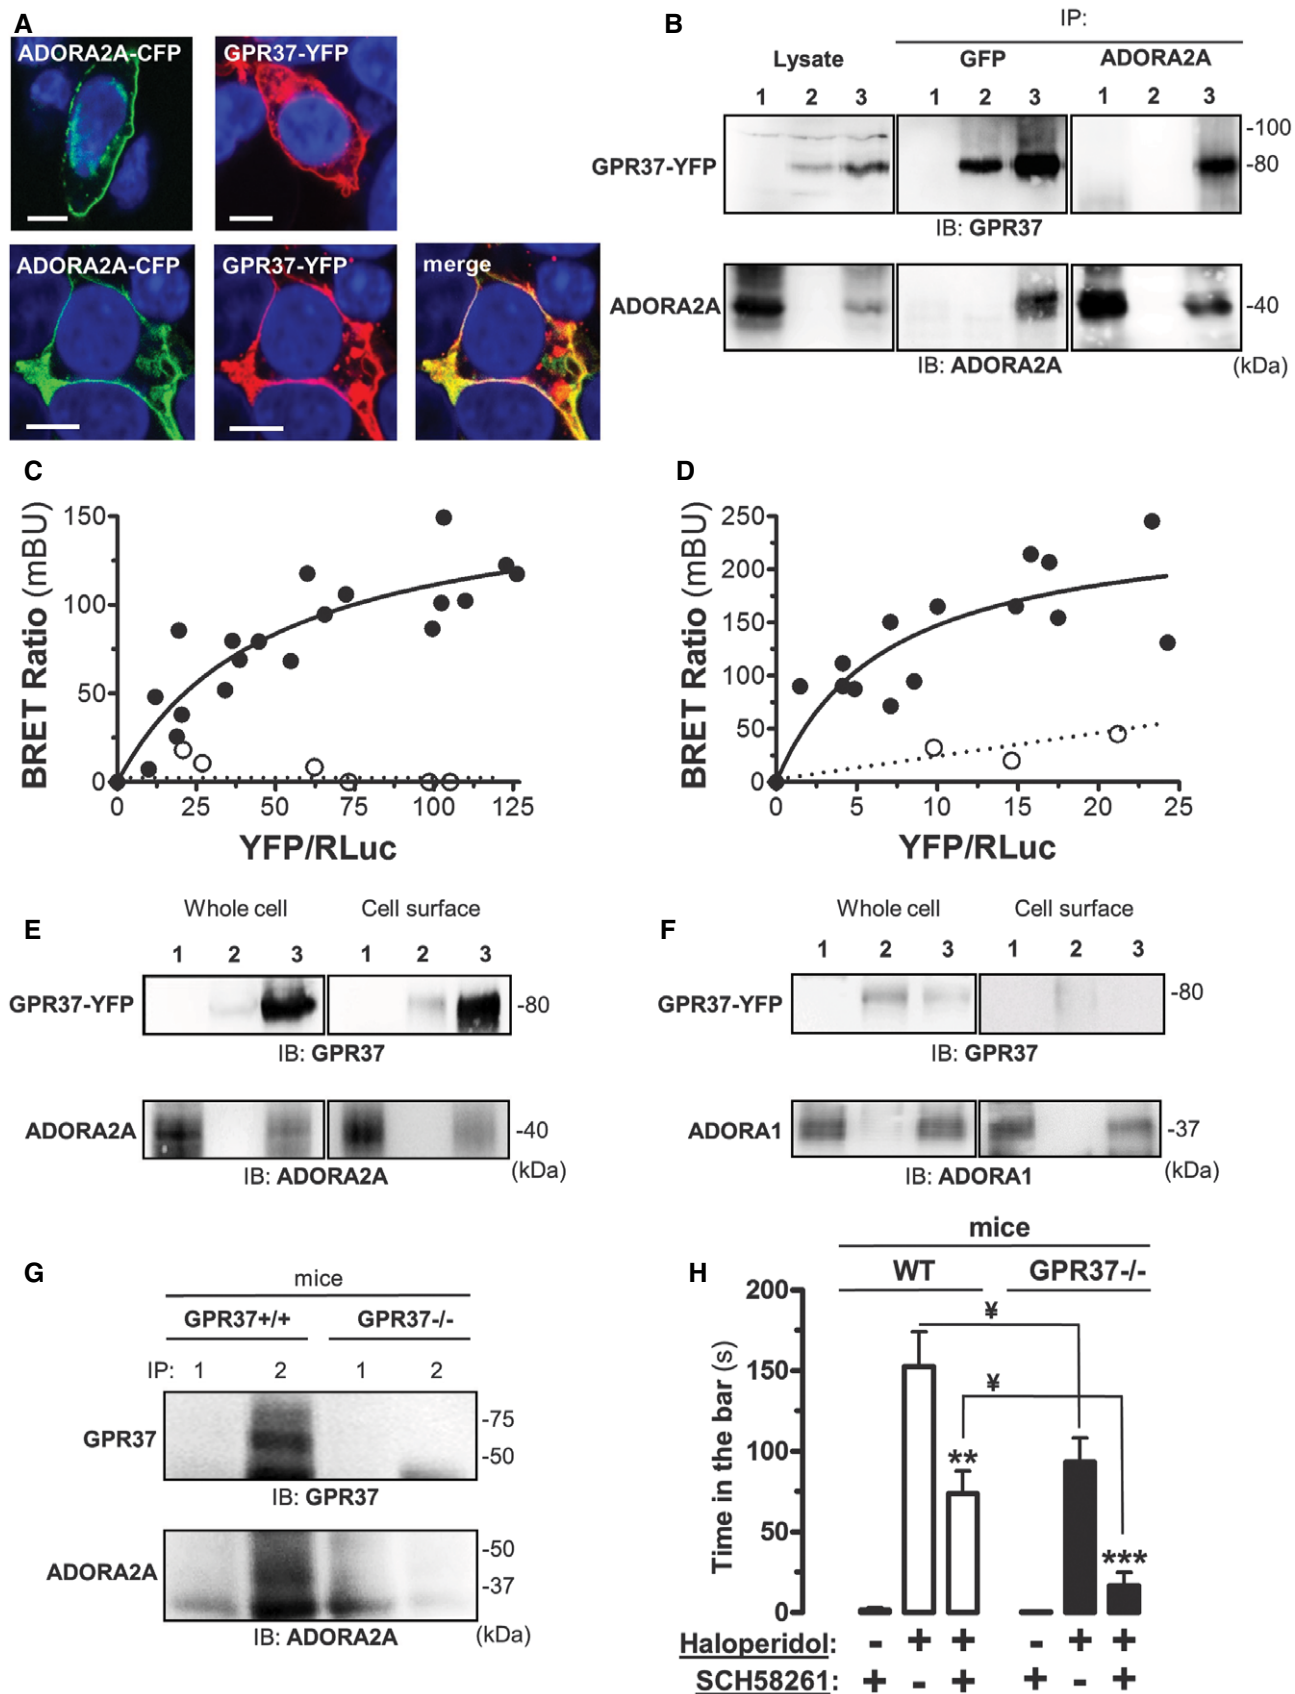 A
ADORA2A-CFP
GPR37-YFP
ADORA2A-CFP
GPR37-YFP
merge
B
IP:
Lysate GFP ADORA2A
1 2 3 1 2 3 1 2 3
GPR37-YFP
-100
-80
IB: GPR37
ADORA2A
-40
IB: ADORA2A
(kDa)
C
BRET Ratio (mBU)
150
100
50
0
0 25 50 75 100 125
YFP/RLuc
D
BRET Ratio (mBU)
250
200
150
100
50
0
0 5 10 15 20 25
YFP/RLuc
E
Whole cell Cell surface
1 2 3 1 2 3
GPR37-YFP
-80
IB: GPR37
ADORA2A
-40
IB: ADORA2A
(kDa)
F
Whole cell Cell surface
1 2 3 1 2 3
GPR37-YFP
-80
IB: GPR37
ADORA1
-37
IB: ADORA1
(kDa)
G
mice
GPR37+/+ GPR37-/-
IP: 1 2 1 2
GPR37
-75
-50
IB: GPR37
ADORA2A
-50
-37
IB: ADORA2A
(kDa)
H
mice
WT GPR37-/-
Time in the bar (s)
200
150
100
50
0
¥
¥
**
***
Haloperidol: - + + - + +
SCH58261: + - + + - +